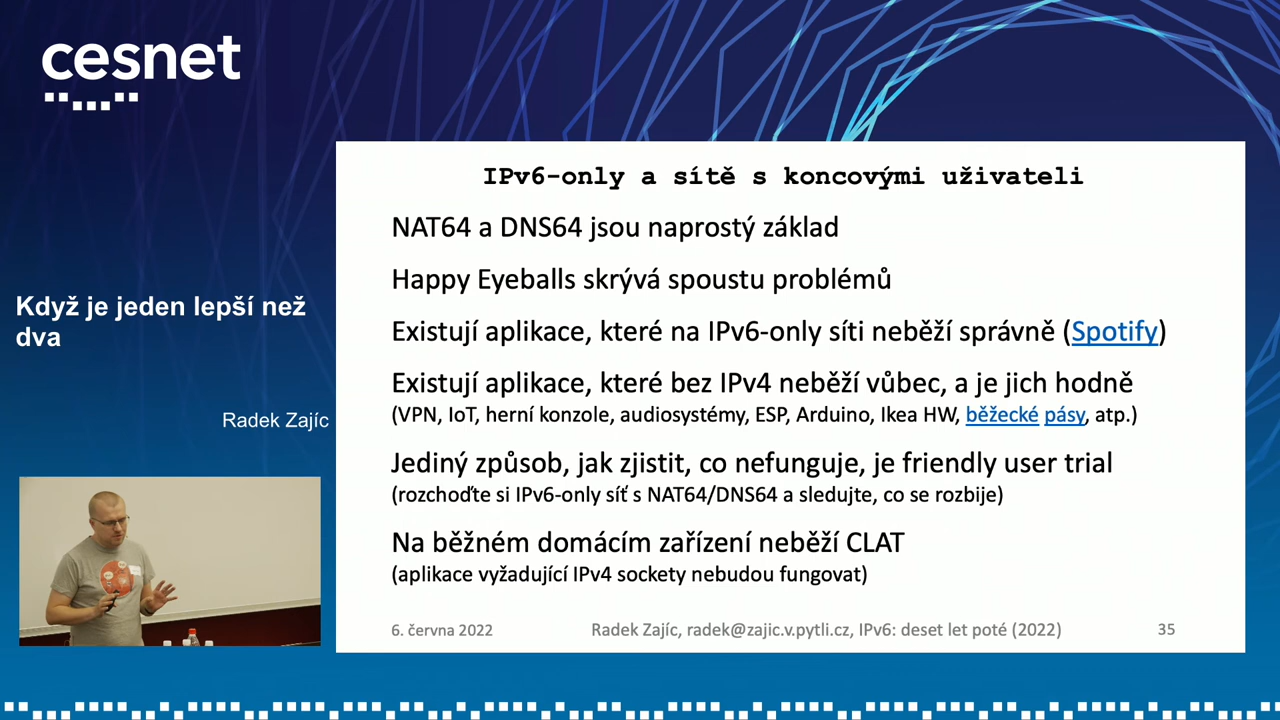 cesnet
Když je jeden lepší než
dva
Radek Zajíc
IPv6-only a sítě s koncovými uživateli
NAT64 a DNS64 jsou naprostý základ
Happy Eyeballs skrývá spoustu problémů
Existují aplikace, které na IPv6-only síti neběží správně (Spotify)
Existují aplikace, které bez IPv4 neběží vůbec, a je jich hodně
(VPN, IoT, herní konzole, audiosystémy, ESP, Arduino, Ikea HW, běžecké pásy, atp.)
Jediný způsob, jak zjistit, co nefunguje, je friendly user trial
(rozchoďte si IPv6-only síť s NAT64/DNS64 a sledujte, co se rozbije)
Na běžném domácím zařízení neběží CLAT
(aplikace vyžadující IPv4 sockety nebudou fungovat)
6. června 2022
Radek Zajíc, radek@zajic.v.pytli.cz, IPv6: deset let poté (2022)
35